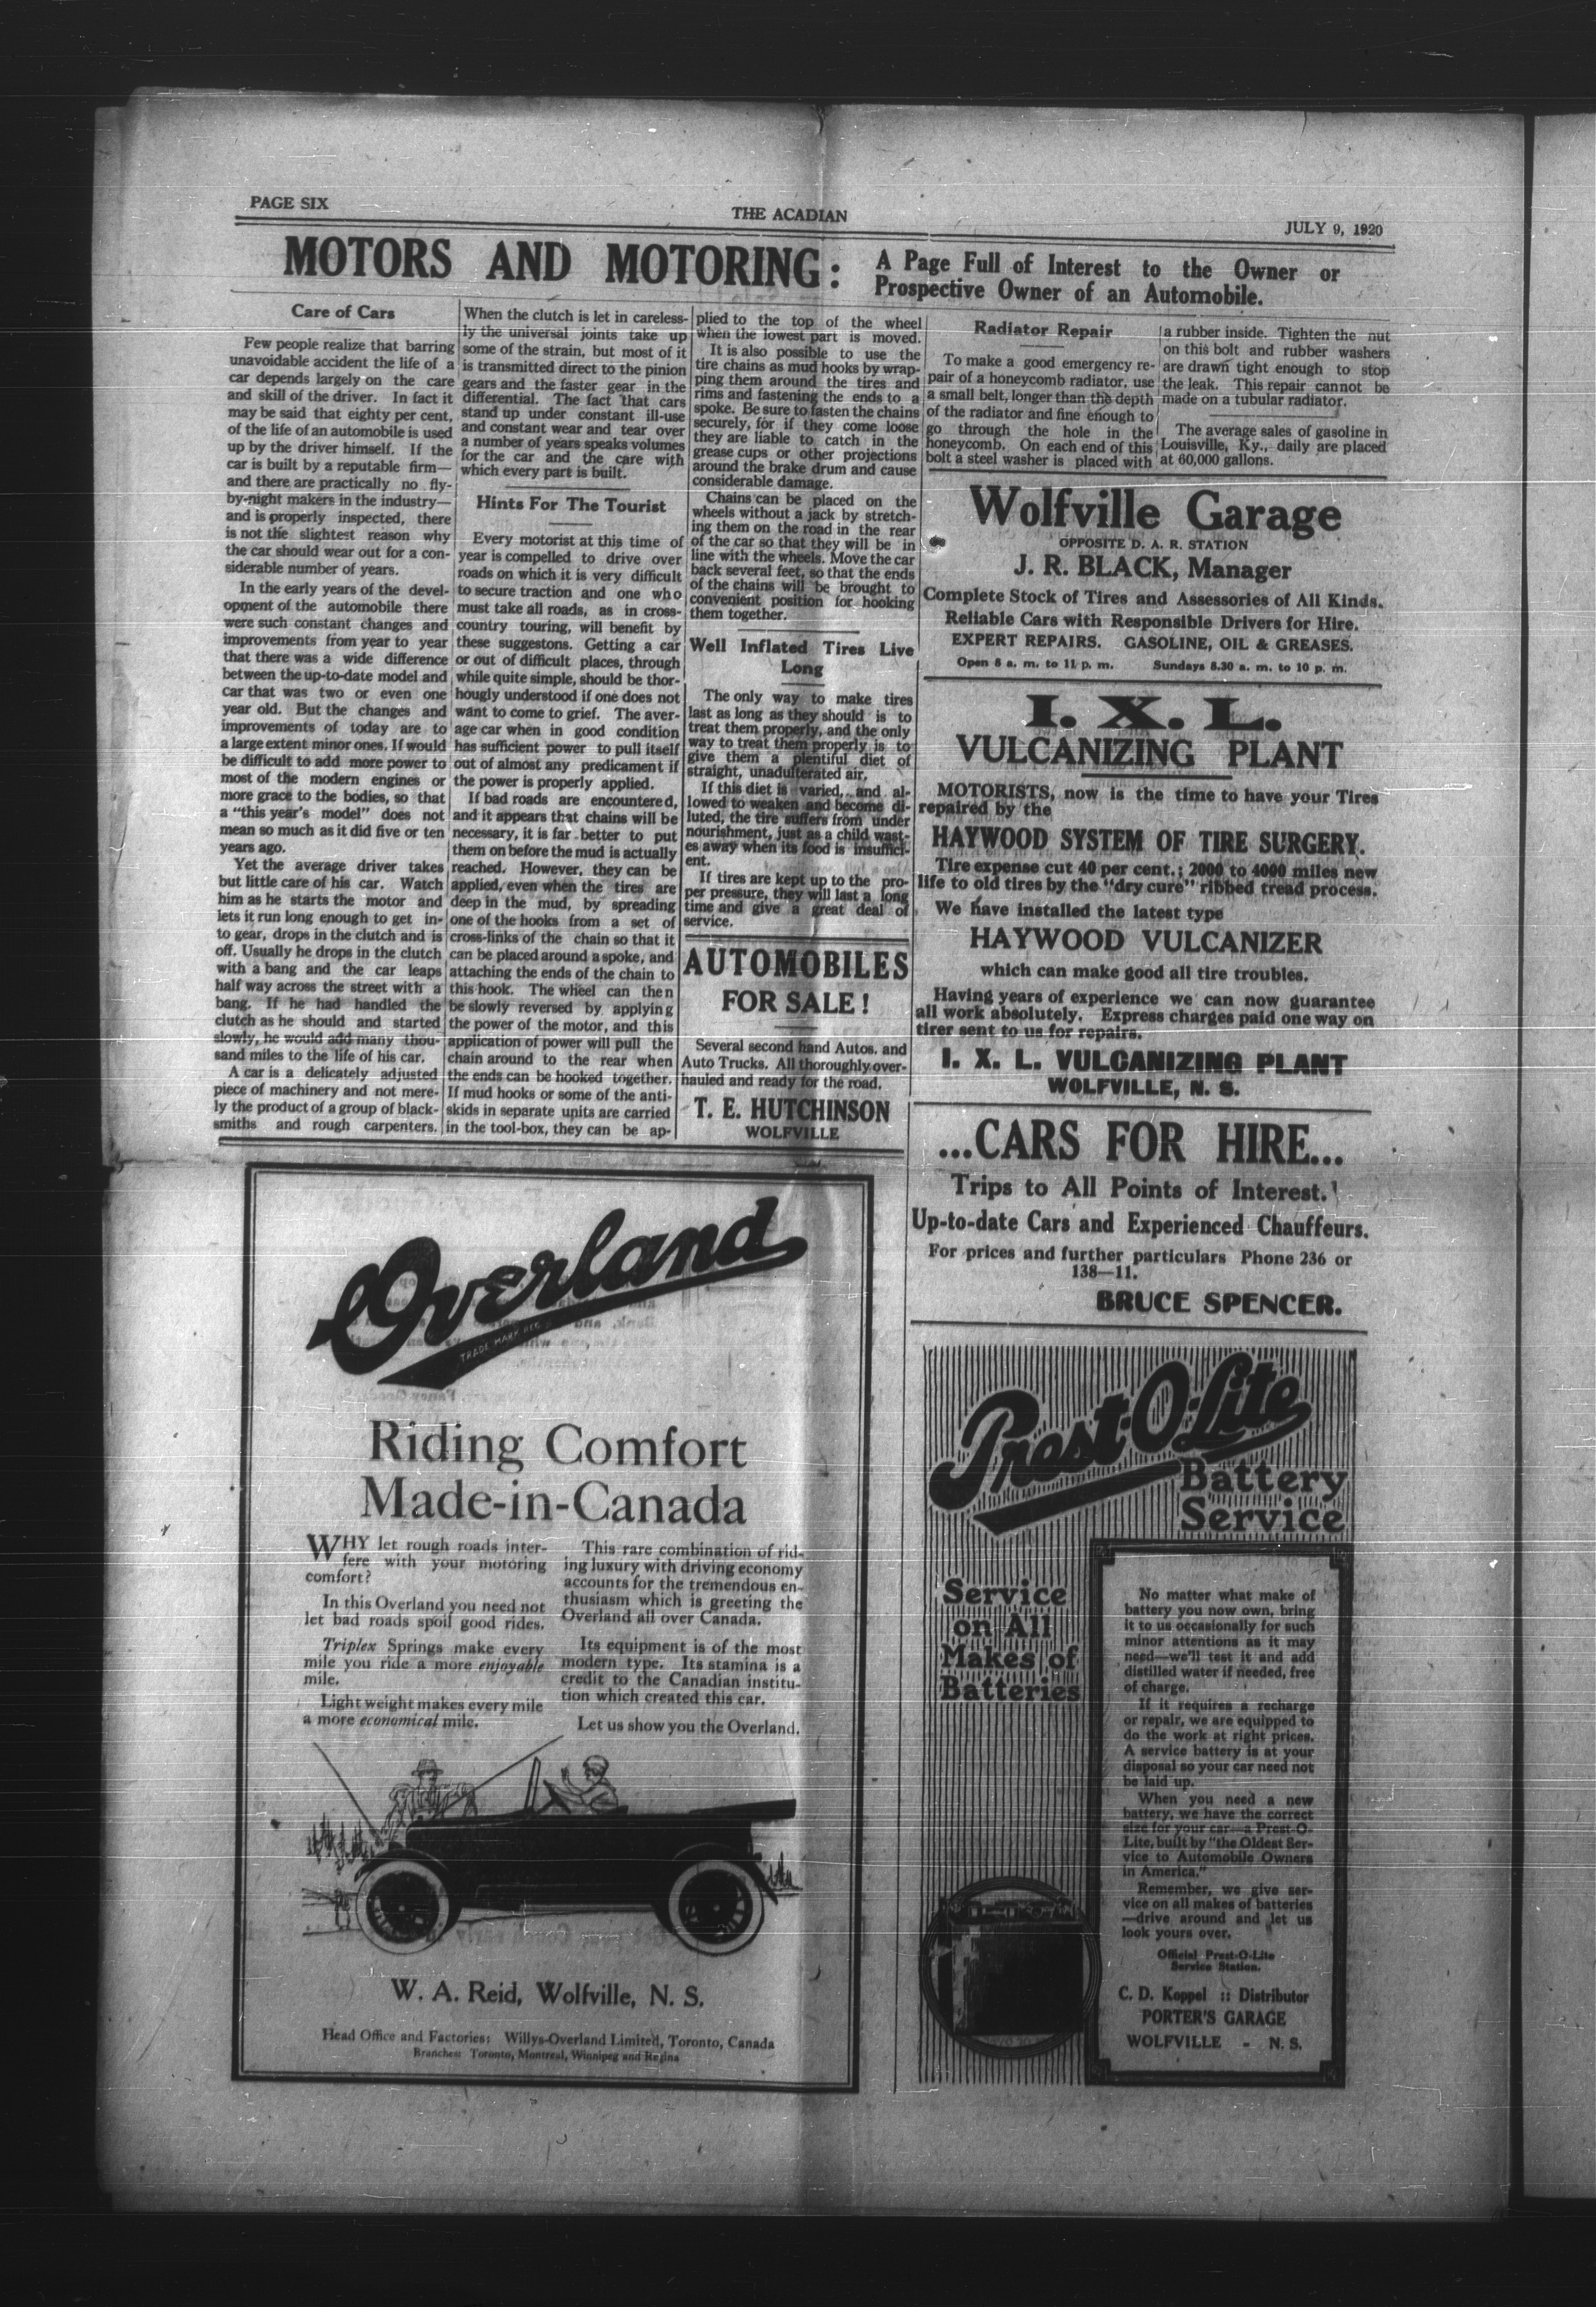 PAGE SIX
THE ACADIAN
JULY 9, 1920
MOTORS AND MOTORING:
A Page Full of Interest to the Owner or
Prospective Owner of an Automobile.
Care of Cars
Few people realize that barring
unavoidable accident the life of a
car depends largely on the care
and skill of the driver. In fact it
may be said that eighty per cent,
of the life of an automobile is used
up by the driver himself. If the
car is built by a reputable firm—
and there are practically no fly-
by-night makers in the industry—
and is properly inspected, there
is not the slightest reason why
the car should wear out for a con-
siderable number of years.
In the early years of the devel-
opment of the automobile there
were such constant changes and
improvements from year to year
that there was a wide difference
between the up-to-date model and
car that was two or even one
year old. But the changes and
improvements of today are to
a large extent minor ones. If would
be difficult to add more power to
most of the modern engines or
more grace to the bodies, so that
a "this year's model" does not
mean so much as it did five or ten
years ago.
Yet the average driver takes
but little care of his car. Watch
him as he starts the motor and
lets it run long enough to get in-
to gear, drops in the clutch and is
off. Usually he drops in the clutch
with a bang and the car leaps
half way across the street with a
bang. If he had handled the
clutch as he should and started
slowly, he would add many thou-
sand miles to the life of his car.
A car is a delicately adjusted
piece of machinery and not mere-
ly the product of a group of black-
smiths and rough carpenters.
When the clutch is let in careless-
ly the universal joints take up
some of the strain, but most of it
is transmitted direct to the pinion
gears and the faster gear in the
differential. The fact that cars
stand up under constant ill-use
and constant wear and tear over
a number of years speaks volumes
for the car and the care with
which every part is built.
Hints For The Tourist
Every motorist at this time of
year is compelled to drive over
roads on which it is very difficult
to secure traction and one who
must take all roads, as in cross-
country touring, will benefit by
these suggestons. Getting a car
or out of difficult places, through
while quite simple, should be thor-
hougly understood if one does not
want to come to grief. The aver-
age car when in good condition
has sufficient power to pull itself
out of almost any predicament if
the power is properly applied.
If bad roads are encountered,
and it appears that chains will be
necessary, it is far better to put
them on before the mud is actually
reached. However, they can be
applied, even when the tires are
deep in the mud, by spreading
one of the hooks from a set of
cross-links of the chain so that it
can be placed around a spoke, and
attaching the ends of the chain to
this hook. The wheel can then
be slowly reversed by applying
the power of the motor, and this
application of power will pull the
chain around to the rear when
the ends can be hooked together.
If mud hooks or some of the anti-
skids in separate units are carried
in the tool-box, they can be ap-
plied to the top of the wheel
when the lowest part is moved.
It is also possible to use the
tire chains as mud hooks by wrap-
ping them around the tires and
rims and fastening the ends to a
spoke. Be sure to fasten the chains
securely, for if they come loose
they are liable to catch in the
grease cups or other projections
around the brake drum and cause
considerable damage.
Chains can be placed on the
wheels without a jack by stretch-
ing them on the road in the rear
of the car so that they will be in
line with the wheels. Move the car
back several feet, so that the ends
of the chains will be brought to
convenient position for hooking
them together.
Well Inflated Tires Live
Long
The only way to make tires
last as long as they should is to
treat them properly, and the only
way to treat them properly is to
give them a plentiful diet of
straight, unadulterated air.
If this diet is varied, and al-
lowed to weaken and become di-
luted, the tire suffers from under
nourishment, just as a child wast-
es away when its food is insuffici-
ent.
If tires are kept up to the pro-
per pressure, they will last a long
time and give a great deal of
service.
AUTOMOBILES
FOR SALE!
Several second hand Autos. and
Auto Trucks. All thoroughly over-
hauled and ready for the road.
T. E. HUTCHINSON
WOLFVILLE
Radiator Repair
To make a good emergency re-
pair of a honeycomb radiator, use
a small belt, longer than the depth
of the radiator and fine enough to
go through the hole in the
honeycomb. On each end of this
bolt a steel washer is placed with
a rubber inside. Tighten the nut
on this bolt and rubber washers
are drawn tight enough to stop
the leak. This repair cannot be
made on a tubular radiator.
The average sales of gasoline in
Louisville, Ky., daily are placed
at 60,000 gallons.
Wolfville Garage
OPPOSITE D. A. R. STATION
J. R. BLACK, Manager
Complete Stock of Tires and Assessories of All Kinds.
Reliable Cars with Responsible Drivers for Hire.
EXPERT REPAIRS. GASOLINE, OIL & GREASES.
Open 8 a. m. to 11 p. m. Sundays 8.30 a. m. to 10 p. m.
I. X. L.
VULCANIZING PLANT
MOTORISTS, now is the time to have your Tires
repaired by the
HAYWOOD SYSTEM OF TIRE SURGERY.
Tire expense cut 40 per cent.; 2000 to 4000 miles new
life to old tires by the "dry cure" ribbed tread process.
We have installed the latest type
HAYWOOD VULCANIZER
which can make good all tire troubles.
Having years of experience we can now guarantee
all work absolutely. Express charges paid one way on
tirer sent to us for repairs.
I. X. L. VULCANIZING PLANT
WOLFVILLE, N. S.
...CARS FOR HIRE...
Trips to All Points of Interest.
Up-to-date Cars and Experienced Chauffeurs.
For prices and further particulars Phone 236 or
138—11.
BRUCE SPENCER.
Overland
TRADE MARK REG.
Riding Comfort
Made-in-Canada
WHY let rough roads inter-
fere with your motoring
comfort?
In this Overland you need not
let bad roads spoil good rides.
Triplex Springs make every
mile you ride a more enjoyable
mile.
Light weight makes every mile
a more economical mile.
This rare combination of rid-
ing luxury with driving economy
accounts for the tremendous en-
thusiasm which is greeting the
Overland all over Canada.
Its equipment is of the most
modern type. Its stamina is a
credit to the Canadian institu-
tion which created this car.
Let us show you the Overland.
W. A. Reid, Wolfville, N. S.
Head Office and Factories: Willys-Overland Limited, Toronto, Canada
Branches: Toronto, Montreal, Winnipeg and Regina
Prest-O-Lite
Battery
Service
Service
on All
Makes of
Batteries
No matter what make of
battery you now own, bring
it to us occasionally for such
minor attentions as it may
need—we'll test it and add
distilled water if needed, free
of charge.
If it requires a recharge
or repair, we are equipped to
do the work at right prices.
A service battery is at your
disposal so your car need not
be laid up.
When you need a new
battery, we have the correct
size for your car—a Prest-O-
Lite, built by "the Oldest Ser-
vice to Automobile Owners
in America."
Remember, we give ser-
vice on all makes of batteries
—drive around and let us
look yours over.
Official Prest-O-Lite
Service Station.
C. D. Koppel :: Distributor
PORTER'S GARAGE
WOLFVILLE - N. S.